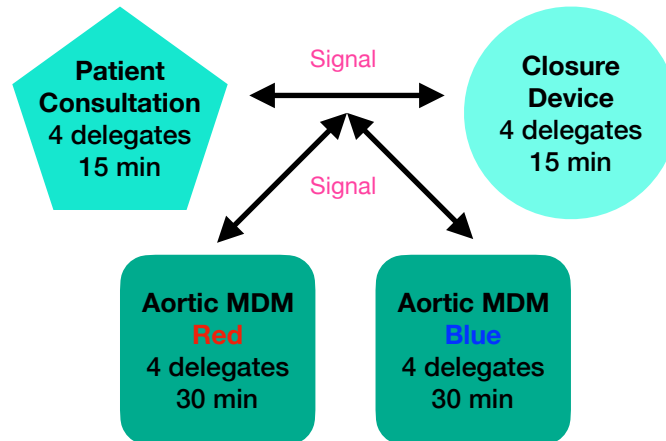 Patient
Consultation
4 delegates
15 min
Signal
Closure
Device
4 delegates
15 min
Signal
Aortic MDM
Red
4 delegates
30 min
Aortic MDM
Blue
4 delegates
30 min